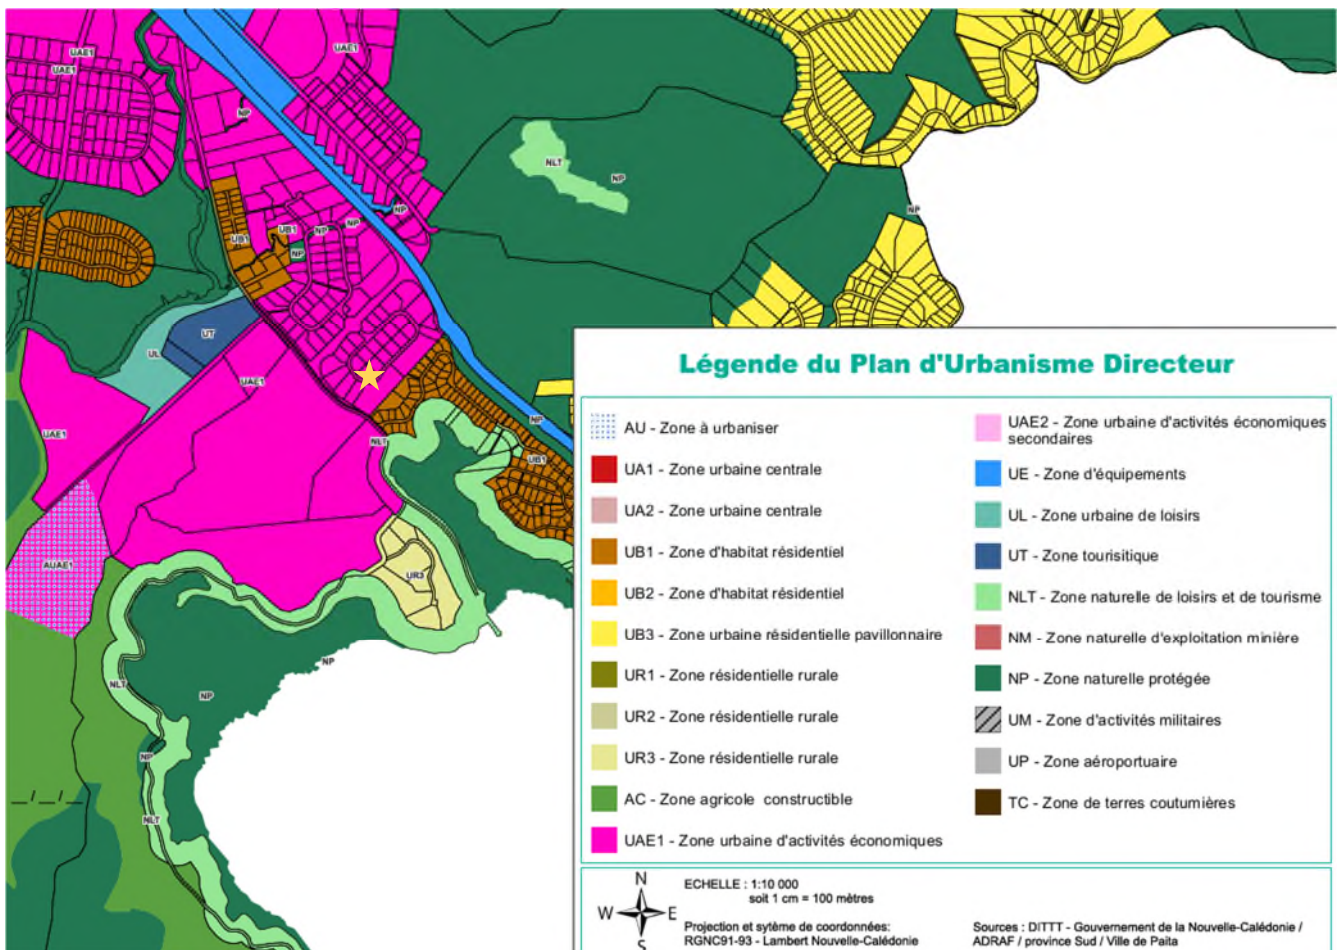 UAE1
UAE1
UAE1
NP
NLT
NP
NP
NP
NP
NP
UB1
UB1
NP
UT
UL
UAE1
UAE1
NP
NLT
UB1
AUAE1
UR3
NP
NP
NLT
NP
NLT
Légende du Plan d'Urbanisme Directeur
AU - Zone à urbaniser
UA1 - Zone urbaine centrale
UA2 - Zone urbaine centrale
UB1 - Zone d'habitat résidentiel
UB2 - Zone d'habitat résidentiel
UB3 - Zone urbaine résidentielle pavillonnaire
UR1 - Zone résidentielle rurale
UR2 - Zone résidentielle rurale
UR3 - Zone résidentielle rurale
AC - Zone agricole constructible
UAE1 - Zone urbaine d'activités économiques
UAE2 - Zone urbaine d'activités économiques
secondaires
UE - Zone d'équipements
UL - Zone urbaine de loisirs
UT - Zone tourisitique
NLT - Zone naturelle de loisirs et de tourisme
NM - Zone naturelle d'exploitation minière
NP - Zone naturelle protégée
UM - Zone d'activités militaires
UP - Zone aéroportuaire
TC - Zone de terres coutumières
N
W E
S
ECHELLE : 1:10 000
soit 1 cm = 100 mètres
Projection et sytème de coordonnées:
RGNC91-93 - Lambert Nouvelle-Calédonie
Sources : DITTT - Gouvernement de la Nouvelle-Calédonie /
ADRAF / province Sud / Ville de Paita